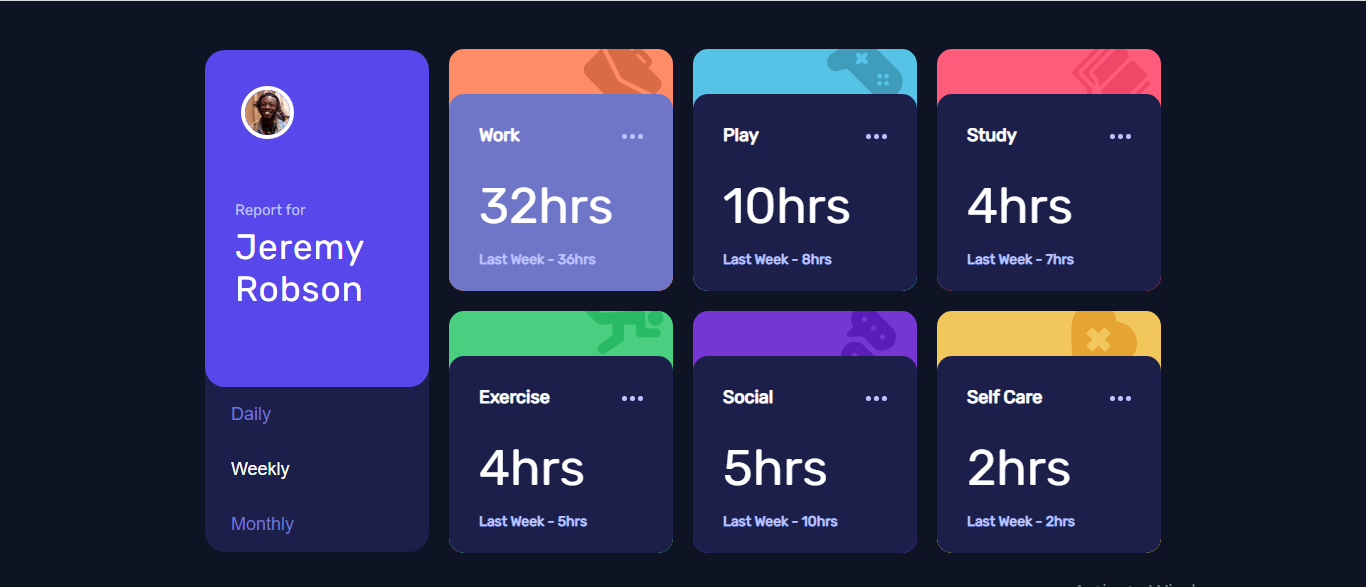 Report for
Jeremy
Robson
Daily
Weekly
Monthly
Work
32hrs
Last Week - 36hrs
Play
10hrs
Last Week - 8hrs
Study
4hrs
Last Week - 7hrs
Exercise
4hrs
Last Week - 5hrs
Social
5hrs
Last Week - 10hrs
Self Care
2hrs
Last Week - 2hrs